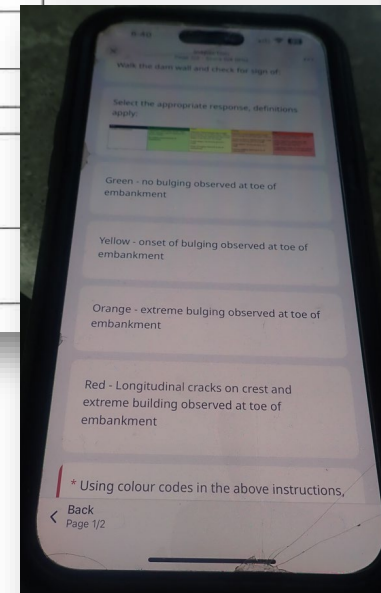 9:40
Walk the dam wall and check for sign of:
Select the appropriate response, definitions
apply:
Green - no bulging observed at toe of
embankment
Yellow - onset of bulging observed at toe of
embankment
Orange - extreme bulging observed at toe of
embankment
Red - Longitudinal cracks on crest and
extreme building observed at toe of
embankment
* Using colour codes in the above instructions,
Back
Page 1/2